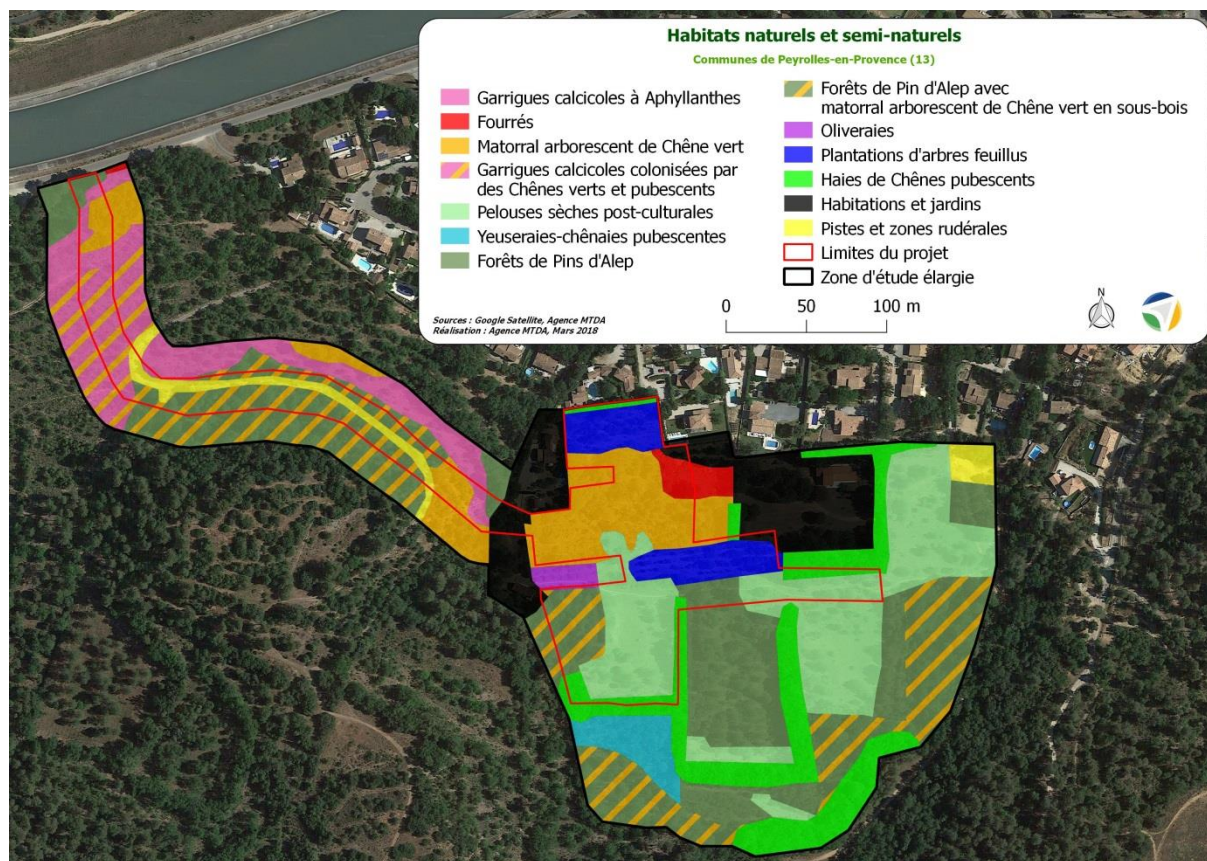 Habitats naturels et semi-naturels
Communes de Peyrolles-en-Provence (13)
Garrigues calcicoles à Aphyllanthes
Fourrés
Matorral arborescent de Chêne vert
Garrigues calcicoles colonisées par
des Chênes verts et pubescents
Pelouses sèches post-culturales
Yeuseraies-chênaies pubescentes
Forêts de Pins d'Alep
Forêts de Pin d'Alep avec
matorral arborescent de Chêne vert en sous-bois
Oliveraies
Plantations d'arbres feuillus
Haies de Chênes pubescents
Habitations et jardins
Pistes et zones rudérales
Limites du projet
Zone d'étude élargie
0 50 100 m
N
Sources : Google Satellite, Agence MTDA
Réalisation : Agence MTDA, Mars 2018